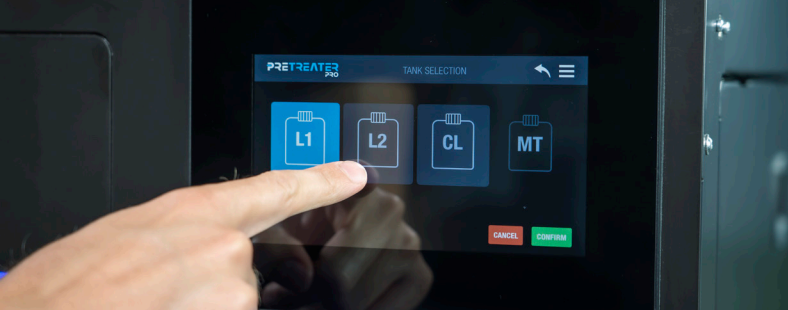 PRETREATER
PRO
TANK SELECTION
L1
L2
CL
MT
CANCEL
CONFIRM